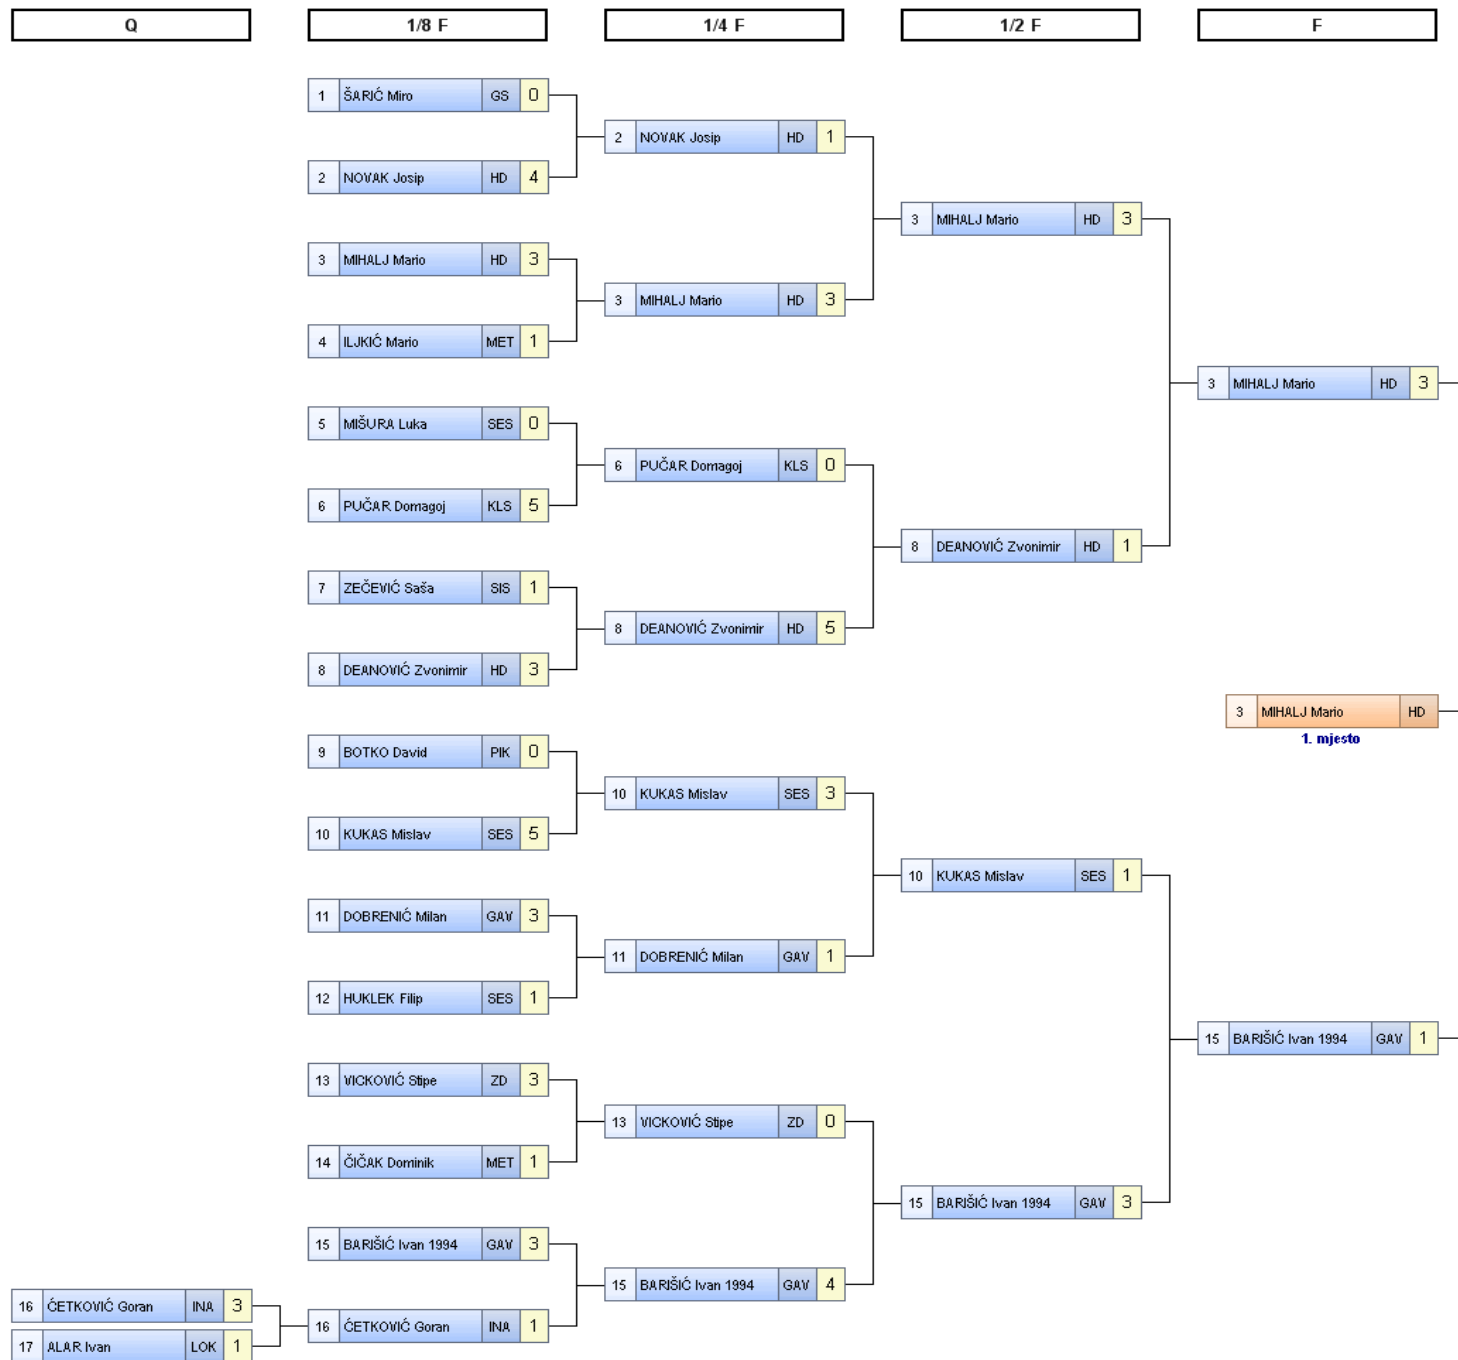 Q 1/8 F 1/4 F 1/2 F F
1 ŠARIĆ Miro GS 0
2 NOVAK Josip HD 1
2 NOVAK Josip HD 4
3 MIHALJ Mario HD 3
3 MIHALJ Mario HD 3
3 MIHALJ Mario HD 3
4 ILJKIĆ Mario MET 1
3 MIHALJ Mario HD 3
5 MIŠURA Luka SES 0
6 PUČAR Domagoj KLS 0
6 PUČAR Domagoj KLS 5
8 DEANOVIĆ Zvonimir HD 1
7 ZEČEVIĆ Saša SIS 1
8 DEANOVIĆ Zvonimir HD 5
8 DEANOVIĆ Zvonimir HD 3
3 MIHALJ Mario HD
1. mjesto
9 BOTKO David PIK 0
10 KUKAS Mislav SES 3
10 KUKAS Mislav SES 5
10 KUKAS Mislav SES 1
11 DOBRENIĆ Milan GAV 3
11 DOBRENIĆ Milan GAV 1
12 HUKLEK Filip SES 1
15 BARIŠIĆ Ivan 1994 GAV 1
13 VICKOVIĆ Stipe ZD 3
13 VICKOVIĆ Stipe ZD 0
14 ČIČAK Dominik MET 1
15 BARIŠIĆ Ivan 1994 GAV 3
15 BARIŠIĆ Ivan 1994 GAV 3
15 BARIŠIĆ Ivan 1994 GAV 4
16 ĆETKOVIĆ Goran INA 3
16 ĆETKOVIĆ Goran INA 1
17 ALAR Ivan LOK 1